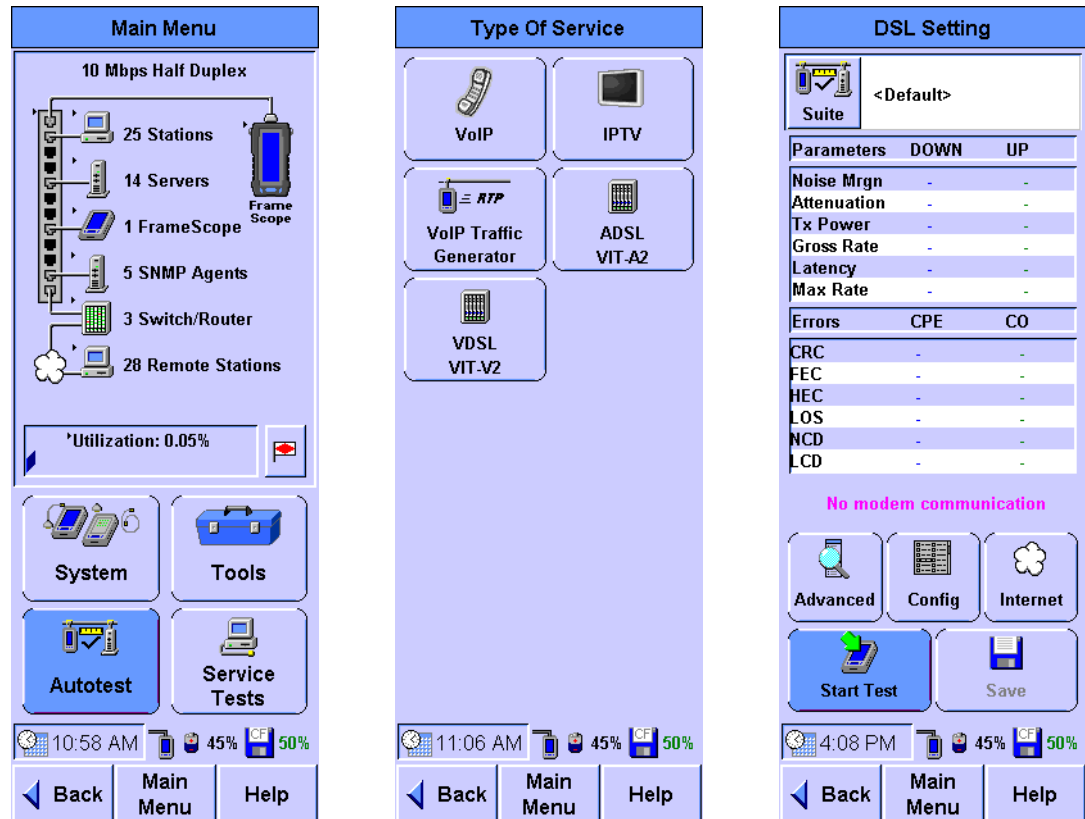 Main Menu
10 Mbps Half Duplex
25 Stations
14 Servers
Frame
Scope
1 FrameScope
5 SNMP Agents
3 Switch/Router
28 Remote Stations
Utilization: 0.05%
System
Tools
Autotest
Service
Tests
10:58 AM 45% CF 50%
Back
Main
Menu
Help
Type Of Service
VoIP
IPTV
RTP
VoIP Traffic
Generator
ADSL
VIT-A2
VDSL
VIT-V2
11:06 AM 45% CF 50%
Back
Main
Menu
Help
DSL Setting
Suite
<Default>
Parameters DOWN UP
Noise Mrgn - -
Attenuation - -
Tx Power - -
Gross Rate - -
Latency - -
Max Rate - -
Errors CPE CO
CRC - -
FEC - -
HEC - -
LOS - -
NCD - -
LCD - -
No modem communication
Advanced
Config
Internet
Start Test
Save
4:08 PM 45% CF 50%
Back
Main
Menu
Help